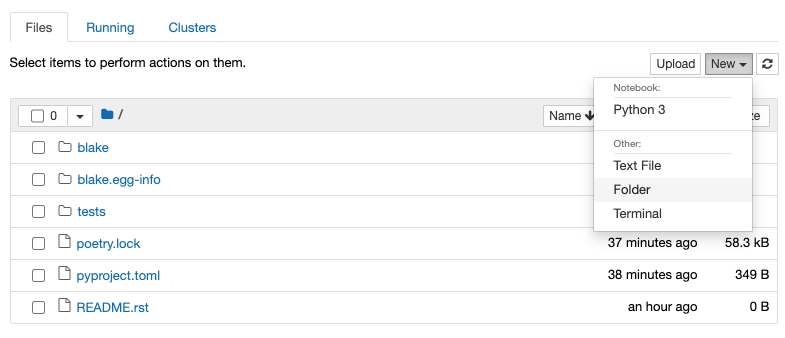 Files Running Clusters
Select items to perform actions on them.
Upload New
Notebook:
Python 3
Other:
Text File
Folder
Terminal
0 / Name
blake
blake.egg-info
tests
poetry.lock 37 minutes ago 58.3 kB
pyproject.toml 38 minutes ago 349 B
README.rst an hour ago 0 B